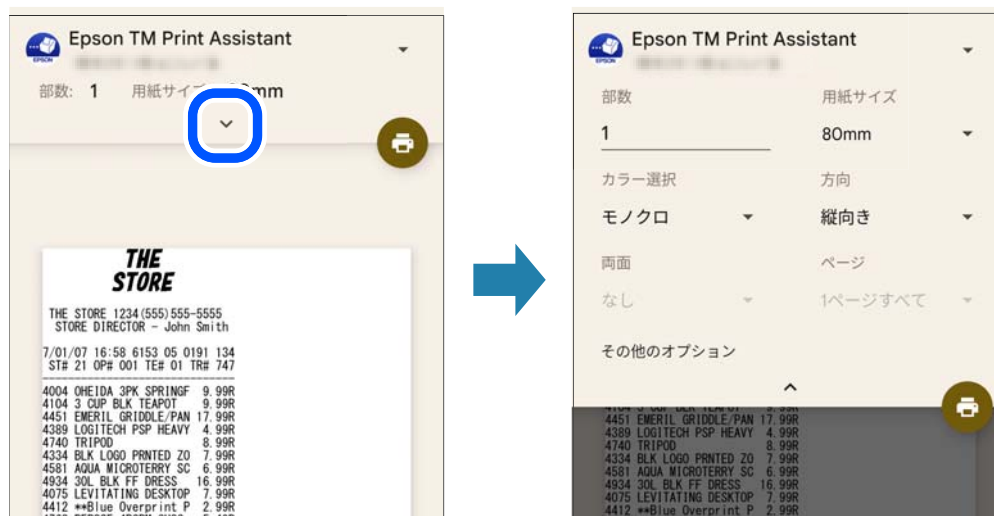 Epson TM Print Assistant
EPSON
部数: 1 用紙サイ mm
THE
STORE
THE STORE 1234(555)555-5555
STORE DIRECTOR - John Smith
7/01/07 16:58 6153 05 0191 134
ST# 21 OP# 001 TE# 01 TR# 747
4004 OHEIDA 3PK SPRINGF 9.99R
4104 3 CUP BLK TEAPOT 9.99R
4451 EMERIL GRIDDLE/PAN 17.99R
4389 LOGITECH PSP HEAVY 4.99R
4740 TRIPOD 8.99R
4334 BLK LOGO PRNTED ZO 7.99R
4581 AQUA MICROTERRY SC 6.99R
4934 30L BLK FF DRESS 16.99R
4075 LEVITATING DESKTOP 7.99R
4412 **Blue Overprint P 2.99R
Epson TM Print Assistant
EPSON
部数 用紙サイズ
1 80mm
カラー選択 方向
モノクロ 縦向き
両面 ページ
なし 1ページすべて
その他のオプション
4104 3 CUP BLK TEAPOT 9.99R
4451 EMERIL GRIDDLE/PAN 17.99R
4389 LOGITECH PSP HEAVY 4.99R
4740 TRIPOD 8.99R
4334 BLK LOGO PRNTED ZO 7.99R
4581 AQUA MICROTERRY SC 6.99R
4934 30L BLK FF DRESS 16.99R
4075 LEVITATING DESKTOP 7.99R
4412 **Blue Overprint P 2.99R